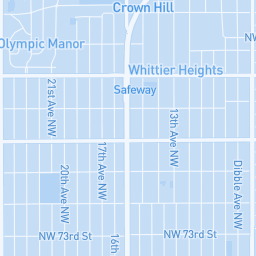 Crown Hill
NW
Olympic Manor
Whittier Heights
Safeway
21st Ave NW
13th Ave NW
17th Ave NW
20th Ave NW
Dibble Ave NW
NW 73rd St
NW 73rd St
16th